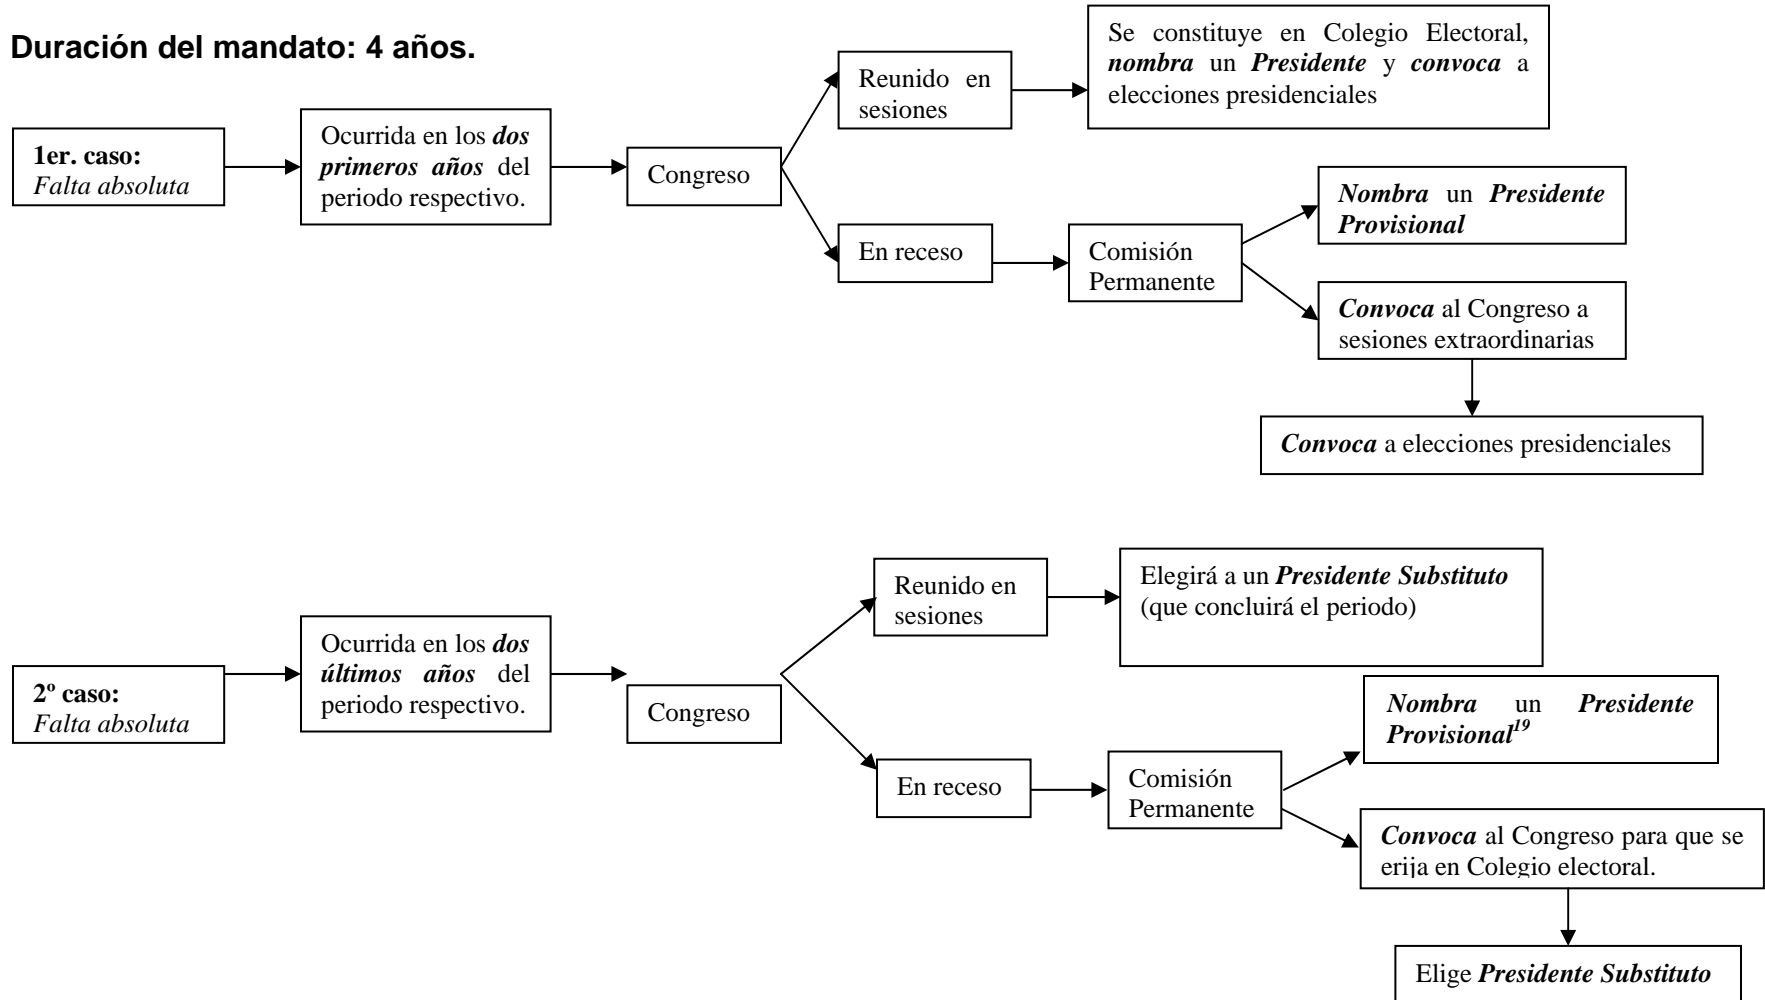 Duración del mandato: 4 años.
1er. caso:
Falta absoluta
Ocurrida en los dos
primeros años del
periodo respectivo.
Congreso
Reunido en
sesiones
Se constituye en Colegio Electoral,
nombra un Presidente y convoca a
elecciones presidenciales
En receso
Comisión
Permanente
Nombra un Presidente
Provisional
Convoca al Congreso a
sesiones extraordinarias
Convoca a elecciones presidenciales
2º caso:
Falta absoluta
Ocurrida en los dos
últimos años del
periodo respectivo.
Congreso
Reunido en
sesiones
Elegirá a un Presidente Substituto
(que concluirá el periodo)
En receso
Comisión
Permanente
Nombra un Presidente
Provisional19
Convoca al Congreso para que se
erija en Colegio electoral.
Elige Presidente Substituto